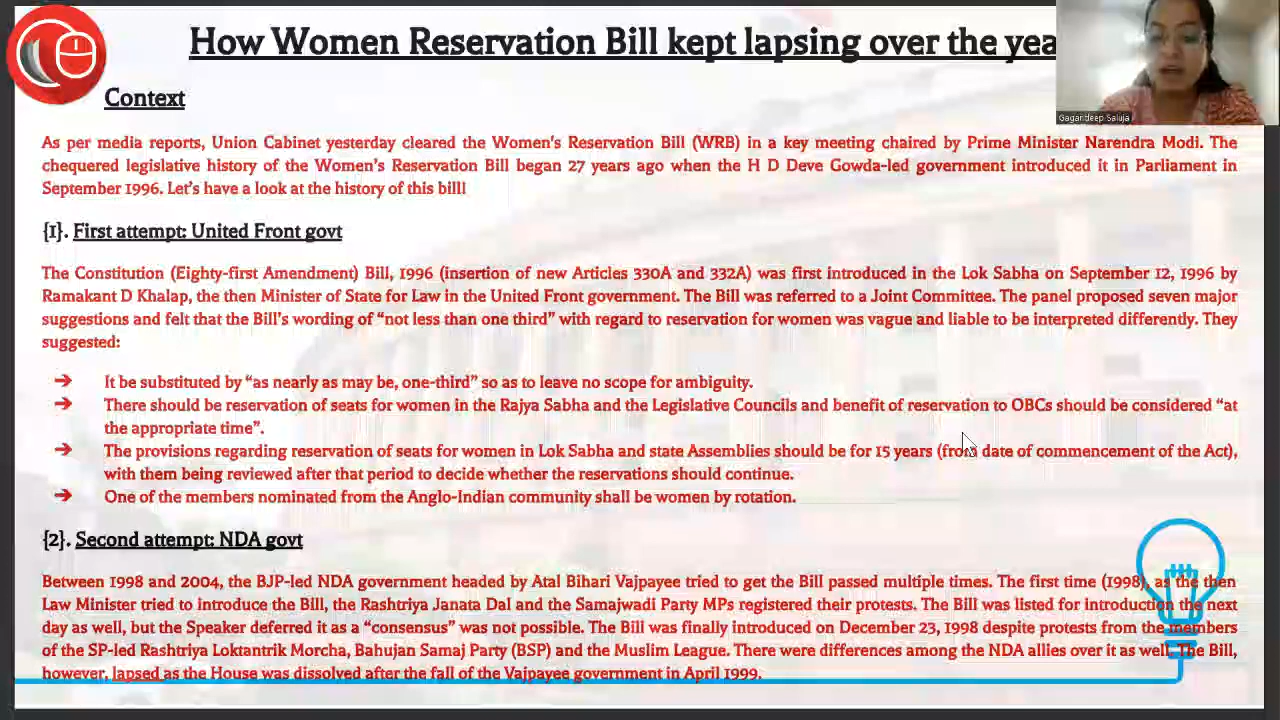 How Women Reservation Bill kept lapsing over the yea
Gagandeep Saluja
Context
As per media reports, Union Cabinet yesterday cleared the Women's Reservation Bill (WRB) in a key meeting chaired by Prime Minister Narendra Modi. The
chequered legislative history of the Women's Reservation Bill began 27 years ago when the H D Deve Gowda-led government introduced it in Parliament in
September 1996. Let's have a look at the history of this bill!
{1}. First attempt: United Front govt
The Constitution (Eighty-first Amendment) Bill, 1996 (insertion of new Articles 330A and 332A) was first introduced in the Lok Sabha on September 12, 1996 by
Ramakant D Khalap, the then Minister of State for Law in the United Front government. The Bill was referred to a Joint Committee. The panel proposed seven major
suggestions and felt that the Bill's wording of "not less than one third" with regard to reservation for women was vague and liable to be interpreted differently. They
suggested:
➔ It be substituted by "as nearly as may be, one-third" so as to leave no scope for ambiguity.
➔ There should be reservation of seats for women in the Rajya Sabha and the Legislative Councils and benefit of reservation to OBCs should be considered "at
the appropriate time".
➔ The provisions regarding reservation of seats for women in Lok Sabha and state Assemblies should be for 15 years (from date of commencement of the Act),
with them being reviewed after that period to decide whether the reservations should continue.
➔ One of the members nominated from the Anglo-Indian community shall be women by rotation.
{2}. Second attempt: NDA govt
Between 1998 and 2004, the BJP-led NDA government headed by Atal Bihari Vajpayee tried to get the Bill passed multiple times. The first time (1998), as the then
Law Minister tried to introduce the Bill, the Rashtriya Janata Dal and the Samajwadi Party MPs registered their protests. The Bill was listed for introduction the next
day as well, but the Speaker deferred it as a "consensus" was not possible. The Bill was finally introduced on December 23, 1998 despite protests from the members
of the SP-led Rashtriya Loktantrik Morcha, Bahujan Samaj Party (BSP) and the Muslim League. There were differences among the NDA allies over it as well. The Bill,
however, lapsed as the House was dissolved after the fall of the Vajpayee government in April 1999.